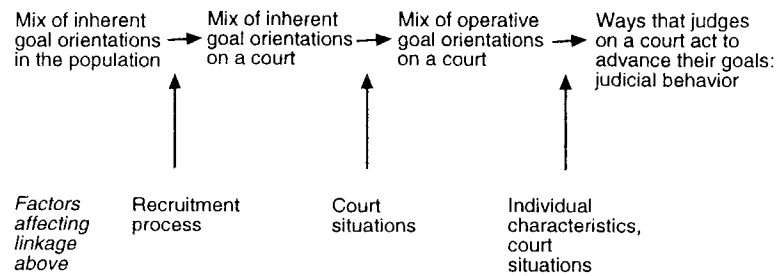 Mix of inherent
goal orientations
in the population
Mix of inherent
goal orientations
on a court
Mix of operative
goal orientations
on a court
Ways that judges
on a court act to
advance their goals:
judicial behavior
Factors
affecting
linkage
above
Recruitment
process
Court
situations
Individual
characteristics,
court
situations